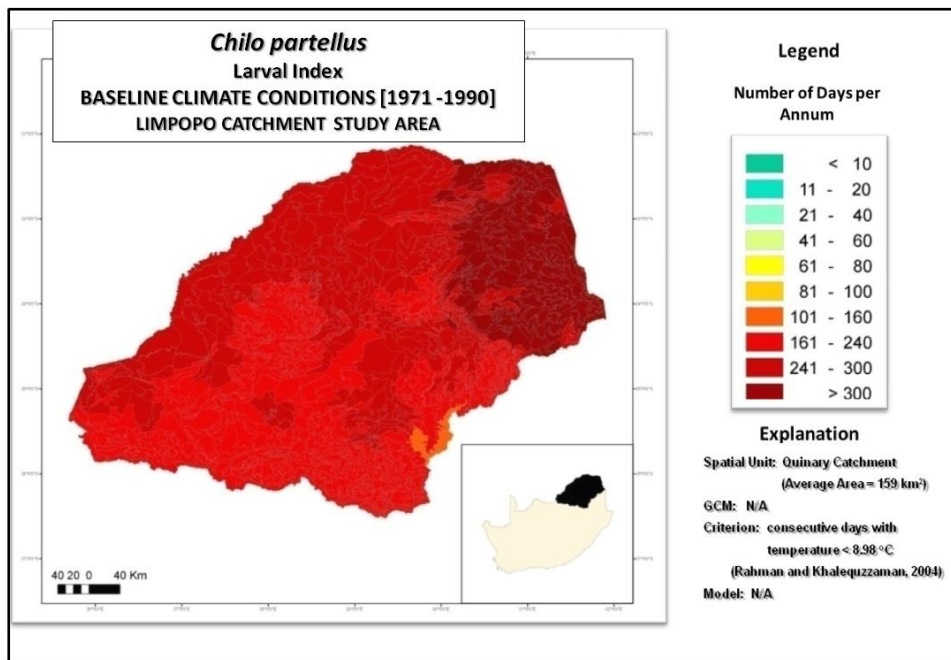 Chilo partellus
Larval Index
BASELINE CLIMATE CONDITIONS [1971 -1990]
LIMPOPO CATCHMENT STUDY AREA
40 20 0 40 Km
Legend
Number of Days per
Annum
< 10
11 - 20
21 - 40
41 - 60
61 - 80
81 - 100
101 - 160
161 - 240
241 - 300
> 300
Explanation
Spatial Unit: Quinary Catchment
(Average Area = 159 km²)
GCM: N/A
Criterion: consecutive days with
temperature < 8.98 °C
(Rahman and Khalequzzaman, 2004)
Model: N/A